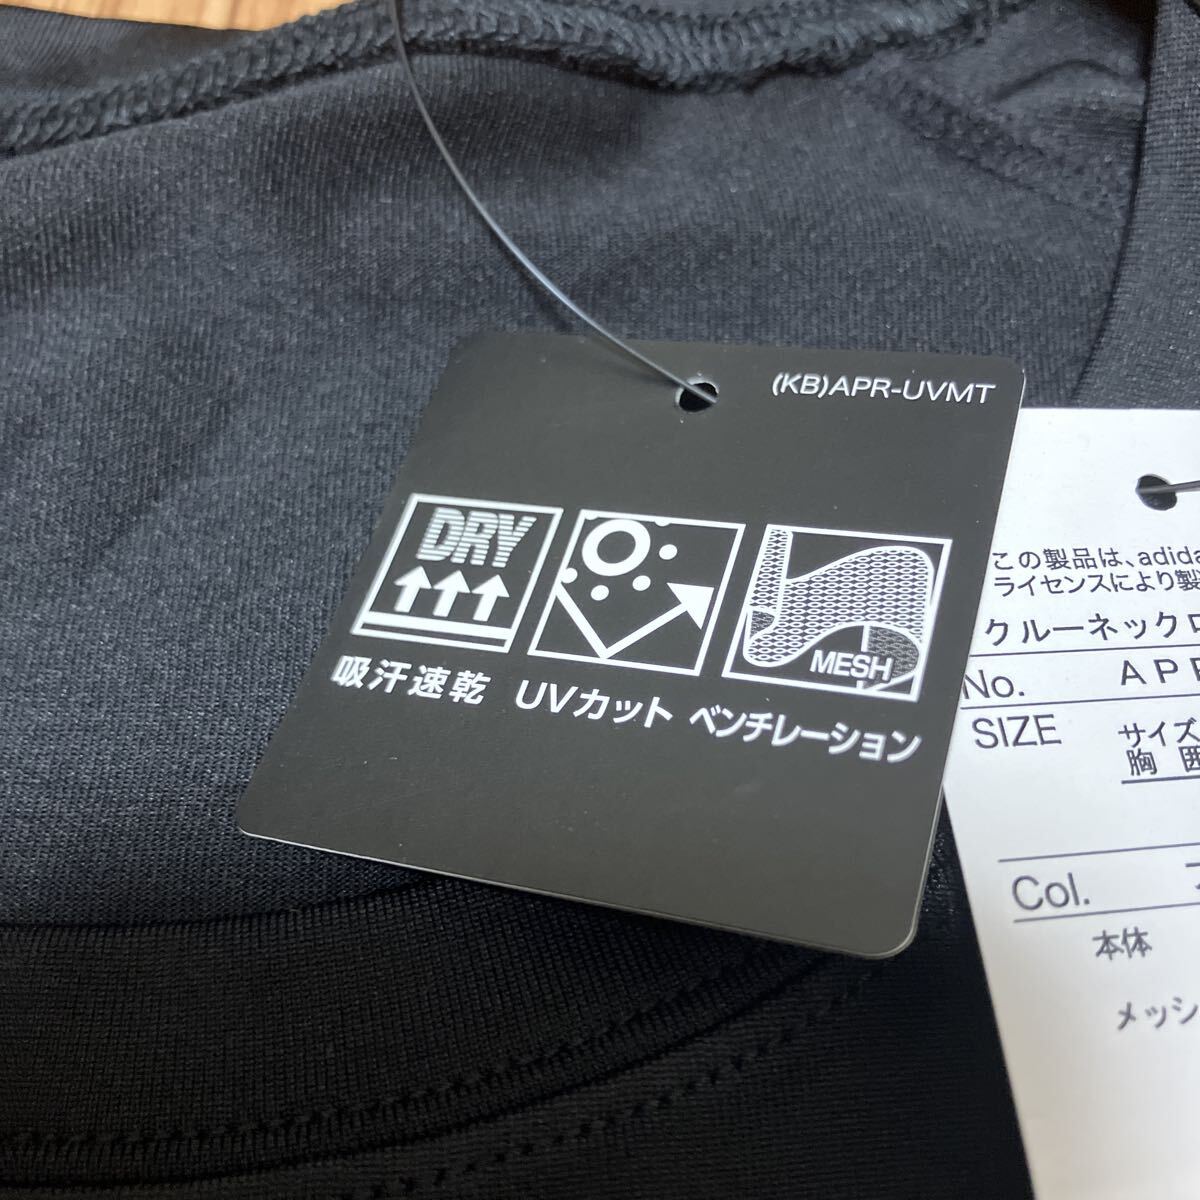 (KB)APR-UVMT
DRY
MESH
吸汗速乾 UVカット ベンチレーション
この製品は、adida
ライセンスにより製
クルーネック
No. AP
SIZE サイズ
胸囲
Col.
本体
メッシ